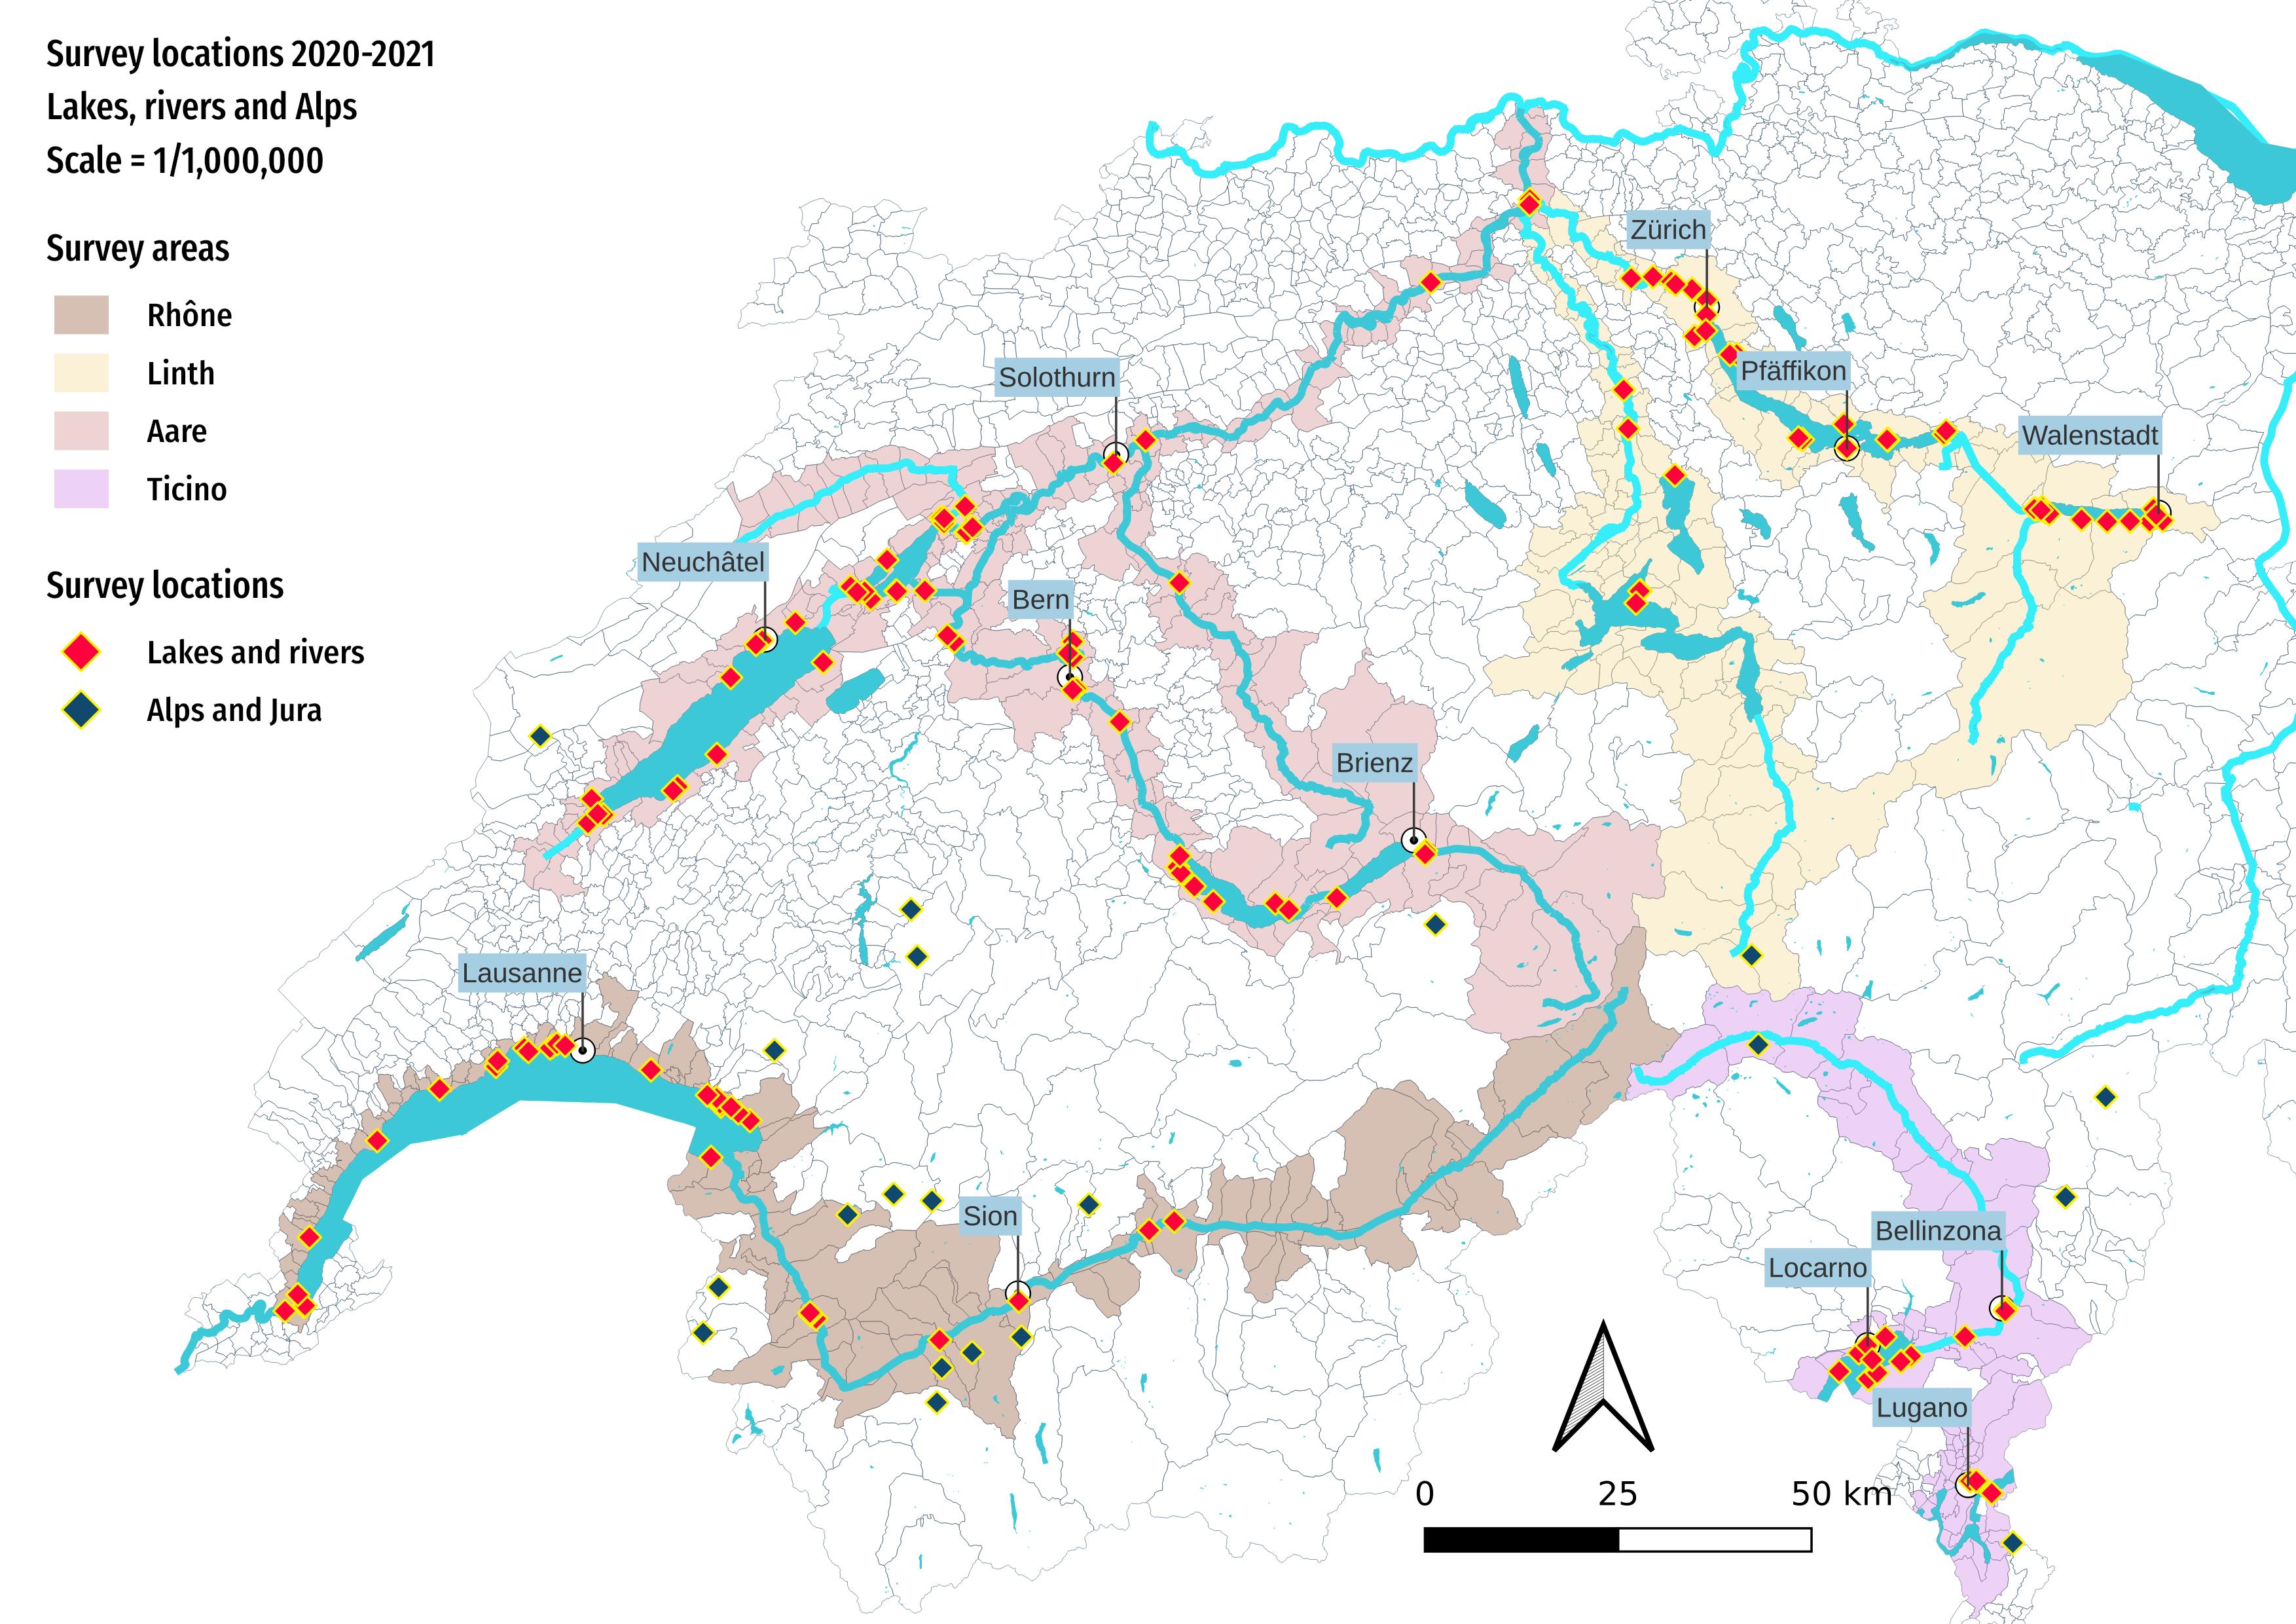 Survey locations 2020-2021
Lakes, rivers and Alps
Scale = 1/1,000,000
Survey areas
Rhône
Linth
Aare
Ticino
Survey locations
Lakes and rivers
Alps and Jura
Zürich
Pfäffikon
Solothurn
Walenstadt
Neuchâtel
Bern
Brienz
Lausanne
Sion
Bellinzona
Locarno
Lugano
0 25 50 km